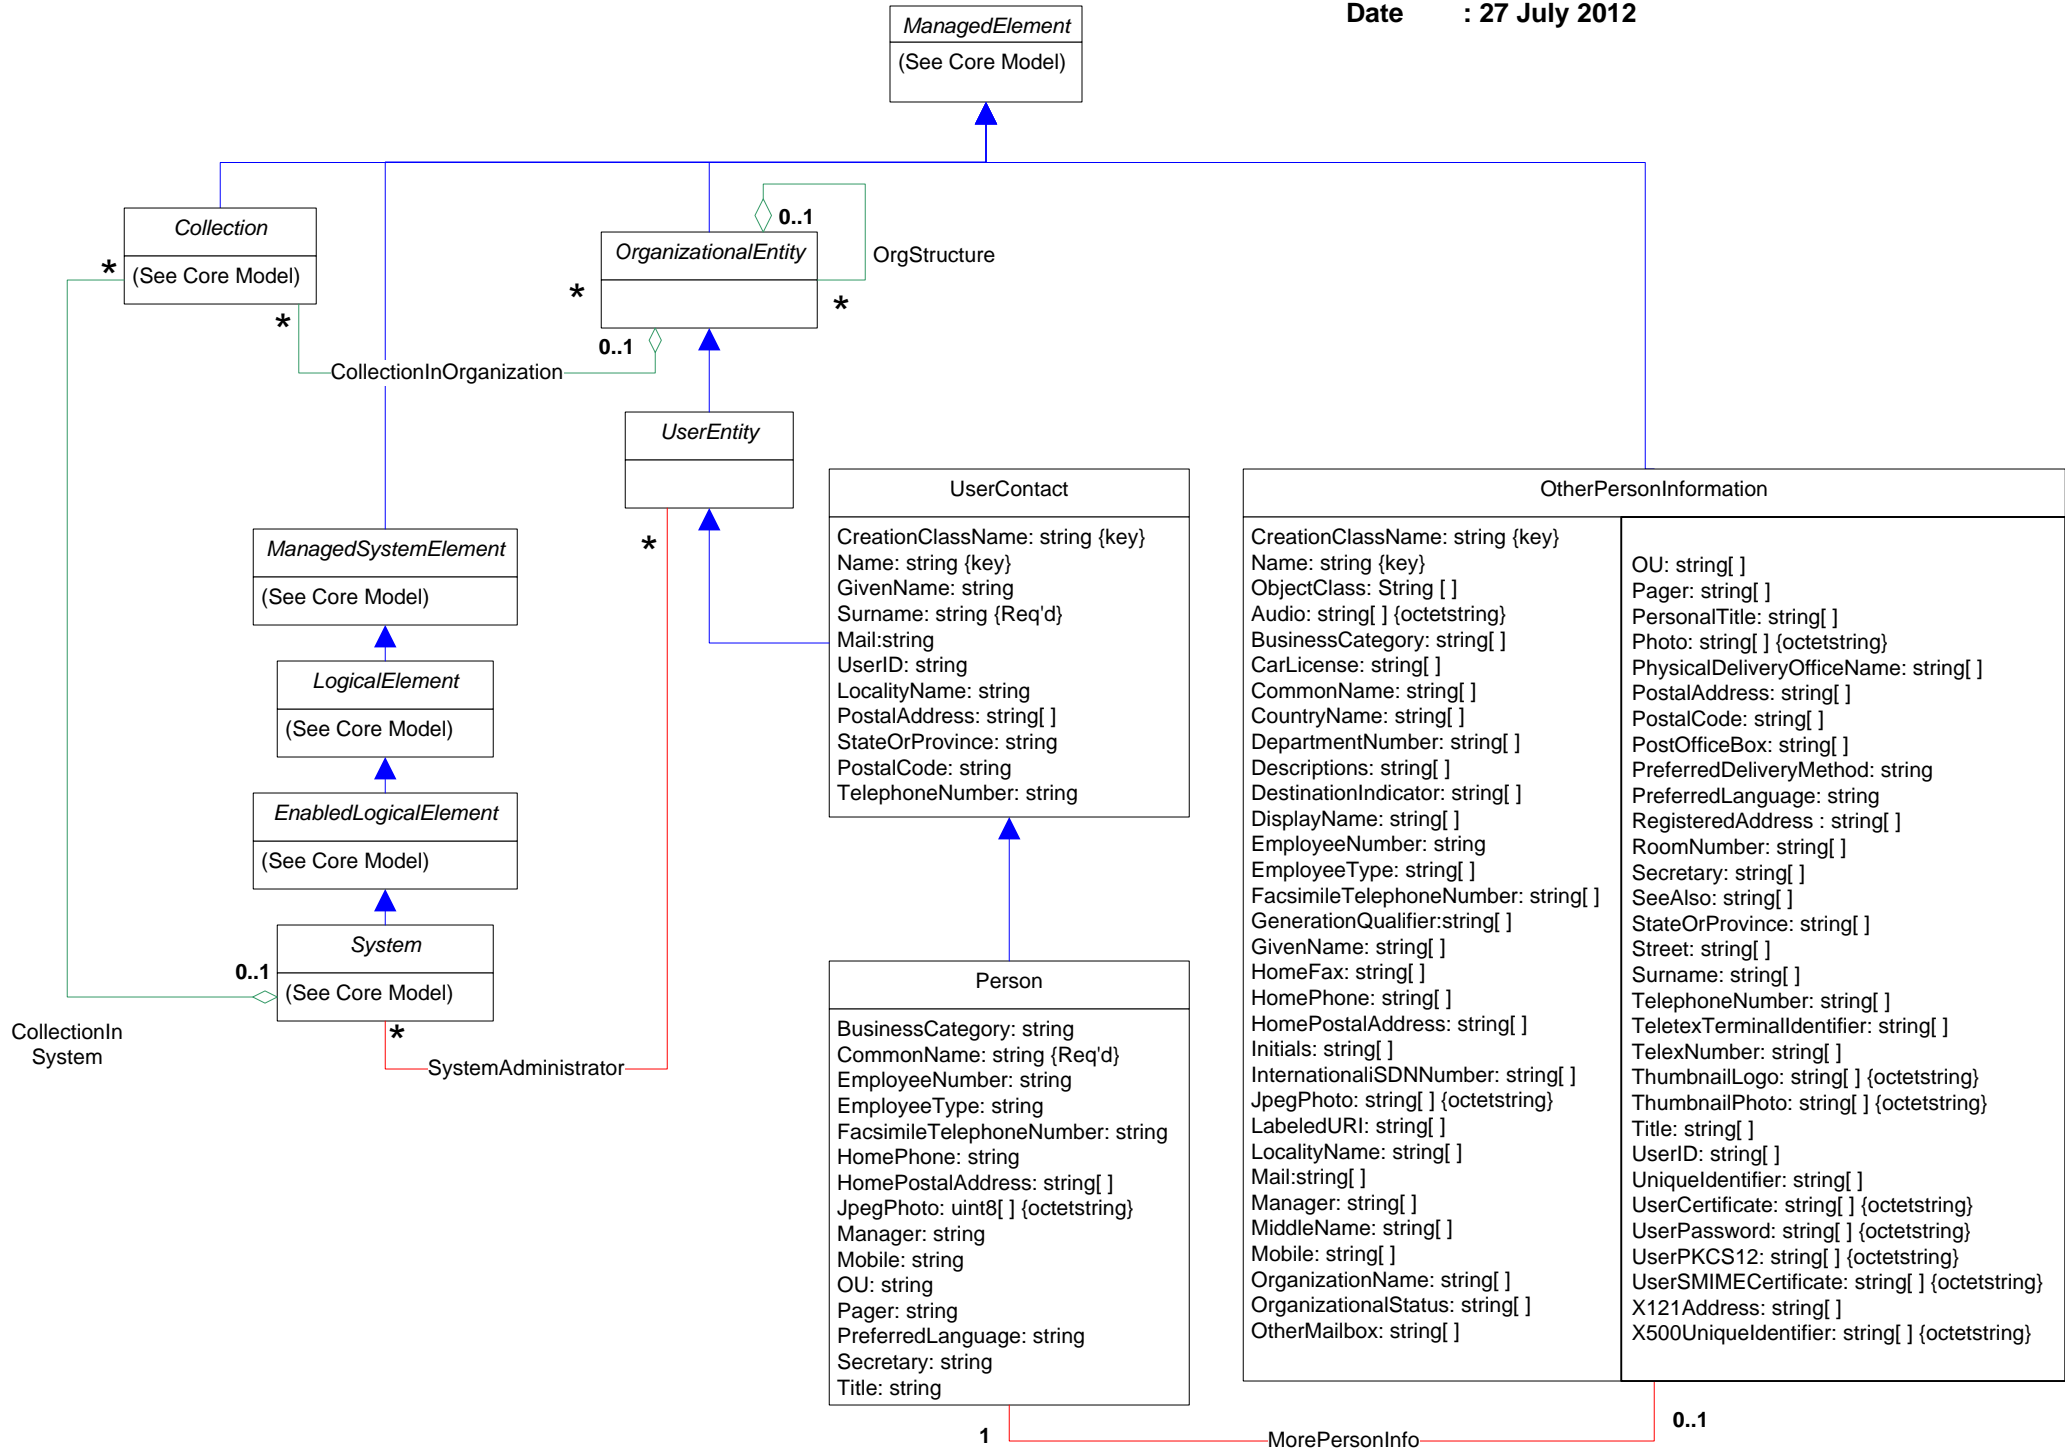 Date : 27 July 2012
ManagedElement
(See Core Model)
Collection
(See Core Model)
*
*
0..1
OrganizationalEntity
OrgStructure
*
*
0..1
CollectionInOrganization
UserEntity
*
ManagedSystemElement
(See Core Model)
LogicalElement
(See Core Model)
EnabledLogicalElement
(See Core Model)
System
(See Core Model)
0..1
*
CollectionIn
System
SystemAdministrator
UserContact
CreationClassName: string {key}
Name: string {key}
GivenName: string
Surname: string {Req'd}
Mail:string
UserID: string
LocalityName: string
PostalAddress: string[ ]
StateOrProvince: string
PostalCode: string
TelephoneNumber: string
Person
BusinessCategory: string
CommonName: string {Req'd}
EmployeeNumber: string
EmployeeType: string
FacsimileTelephoneNumber: string
HomePhone: string
HomePostalAddress: string[ ]
JpegPhoto: uint8[ ] {octetstring}
Manager: string
Mobile: string
OU: string
Pager: string
PreferredLanguage: string
Secretary: string
Title: string
OtherPersonInformation
CreationClassName: string {key}
Name: string {key}
ObjectClass: String [ ]
Audio: string[ ] {octetstring}
BusinessCategory: string[ ]
CarLicense: string[ ]
CommonName: string[ ]
CountryName: string[ ]
DepartmentNumber: string[ ]
Descriptions: string[ ]
DestinationIndicator: string[ ]
DisplayName: string[ ]
EmployeeNumber: string
EmployeeType: string[ ]
FacsimileTelephoneNumber: string[ ]
GenerationQualifier:string[ ]
GivenName: string[ ]
HomeFax: string[ ]
HomePhone: string[ ]
HomePostalAddress: string[ ]
Initials: string[ ]
InternationaliSDNNumber: string[ ]
JpegPhoto: string[ ] {octetstring}
LabeledURI: string[ ]
LocalityName: string[ ]
Mail:string[ ]
Manager: string[ ]
MiddleName: string[ ]
Mobile: string[ ]
OrganizationName: string[ ]
OrganizationalStatus: string[ ]
OtherMailbox: string[ ]
OU: string[ ]
Pager: string[ ]
PersonalTitle: string[ ]
Photo: string[ ] {octetstring}
PhysicalDeliveryOfficeName: string[ ]
PostalAddress: string[ ]
PostalCode: string[ ]
PostOfficeBox: string[ ]
PreferredDeliveryMethod: string
PreferredLanguage: string
RegisteredAddress : string[ ]
RoomNumber: string[ ]
Secretary: string[ ]
SeeAlso: string[ ]
StateOrProvince: string[ ]
Street: string[ ]
Surname: string[ ]
TelephoneNumber: string[ ]
TeletexTerminalIdentifier: string[ ]
TelexNumber: string[ ]
ThumbnailLogo: string[ ] {octetstring}
ThumbnailPhoto: string[ ] {octetstring}
Title: string[ ]
UserID: string[ ]
UniqueIdentifier: string[ ]
UserCertificate: string[ ] {octetstring}
UserPassword: string[ ] {octetstring}
UserPKCS12: string[ ] {octetstring}
UserSMIMECertificate: string[ ] {octetstring}
X121Address: string[ ]
X500UniqueIdentifier: string[ ] {octetstring}
1
MorePersonInfo
0..1